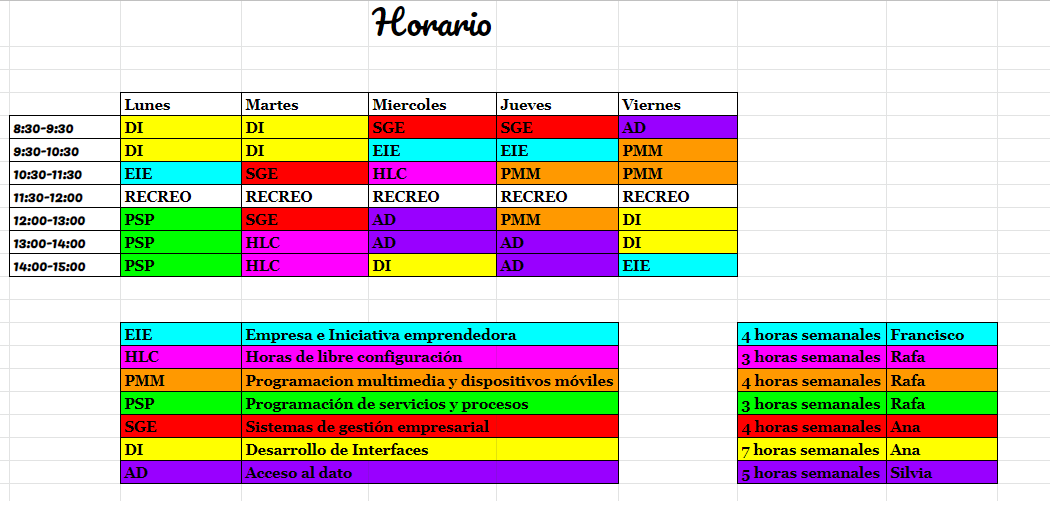 Horario
Lunes Martes Miercoles Jueves Viernes
8:30-9:30 DI DI SGE SGE AD
9:30-10:30 DI DI EIE EIE PMM
10:30-11:30 EIE SGE HLC PMM PMM
11:30-12:00 RECREO RECREO RECREO RECREO RECREO
12:00-13:00 PSP SGE AD PMM DI
13:00-14:00 PSP HLC AD AD DI
14:00-15:00 PSP HLC DI AD EIE
EIE Empresa e Iniciativa emprendedora 4 horas semanales Francisco
HLC Horas de libre configuración 3 horas semanales Rafa
PMM Programacion multimedia y dispositivos móviles 4 horas semanales Rafa
PSP Programación de servicios y procesos 3 horas semanales Rafa
SGE Sistemas de gestión empresarial 4 horas semanales Ana
DI Desarrollo de Interfaces 7 horas semanales Ana
AD Acceso al dato 5 horas semanales Silvia